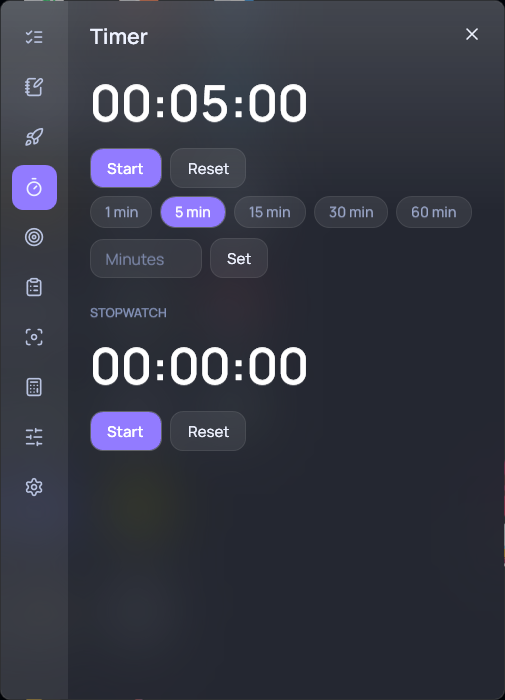 Timer
00:05:00
Start Reset
1 min 5 min 15 min 30 min 60 min
Minutes Set
STOPWATCH
00:00:00
Start Reset